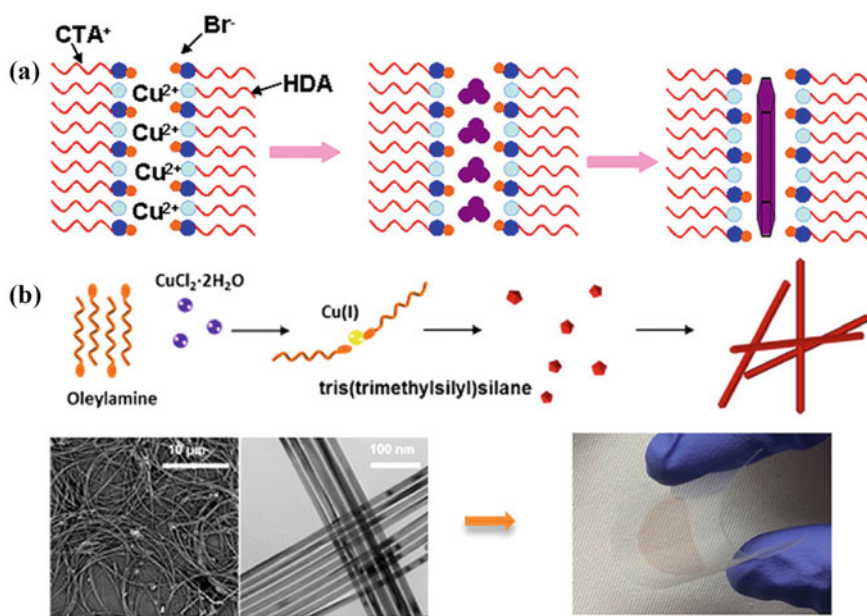 CTA⁺
Br⁻
(a)
HDA
Cu²⁺
Cu²⁺
Cu²⁺
Cu²⁺
(b)
CuCl₂·2H₂O
Cu(I)
Oleylamine
tris(trimethylsilyl)silane
10 µm
100 nm